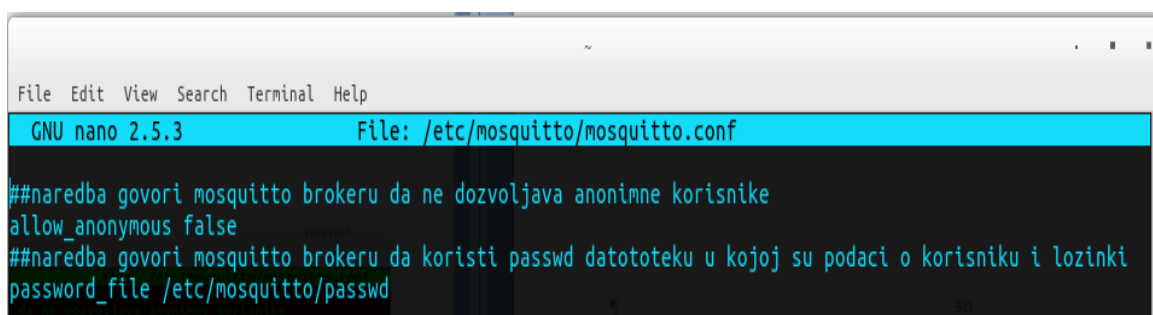 ~
File Edit View Search Terminal Help
GNU nano 2.5.3 File: /etc/mosquitto/mosquitto.conf
##naredba govori mosquitto brokeru da ne dozvoljava anonimne korisnike
allow_anonymous false
##naredba govori mosquitto brokeru da koristi passwd datototeku u kojoj su podaci o korisniku i lozinki
password_file /etc/mosquitto/passwd